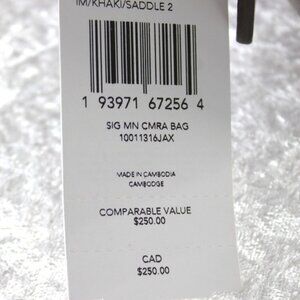 IM/KHAKI/SADDLE 2
1 93971 67256 4
SIG MN CMRA BAG
10011316JAX
MADE IN CAMBODIA
CAMBODGE
COMPARABLE VALUE
$250.00
CAD
$250.00